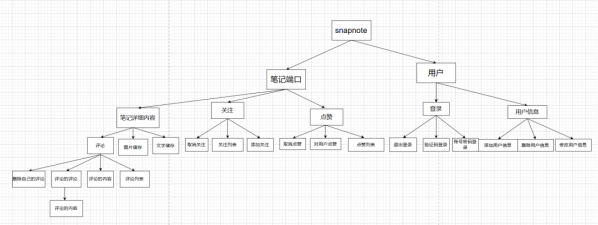 snapnote
笔记端口
用户
笔记详细内容
关注
点赞
登录
用户信息
评论
图片储存
文字储存
取消关注
关注列表
添加关注
取消点赞
对用户点赞
点赞列表
退出登录
验证码登录
账号密码登
录
添加用户信息
删除用户信息
修改用户信息
删除自己的评论
评论的评论
评论的内容
评论列表
评论的内容